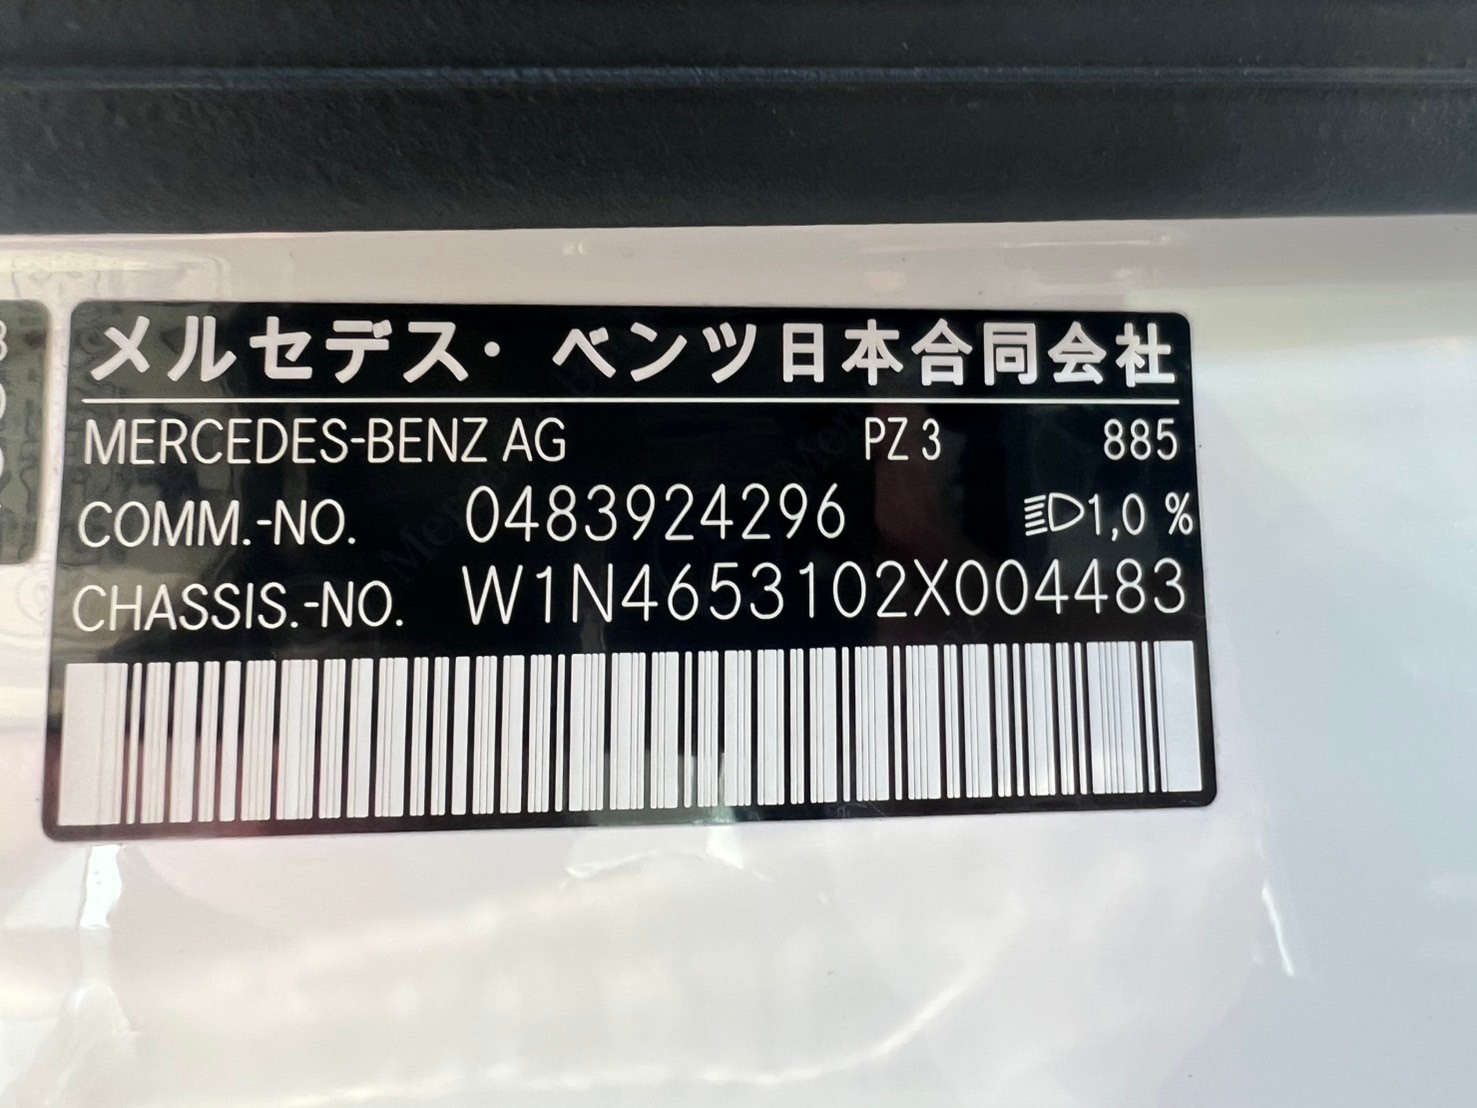 メルセデス・ベンツ日本合同会社
MERCEDES-BENZ AG PZ 3 885
COMM.-NO. 0483924296 1,0 %
CHASSIS.-NO. W1N4653102X004483